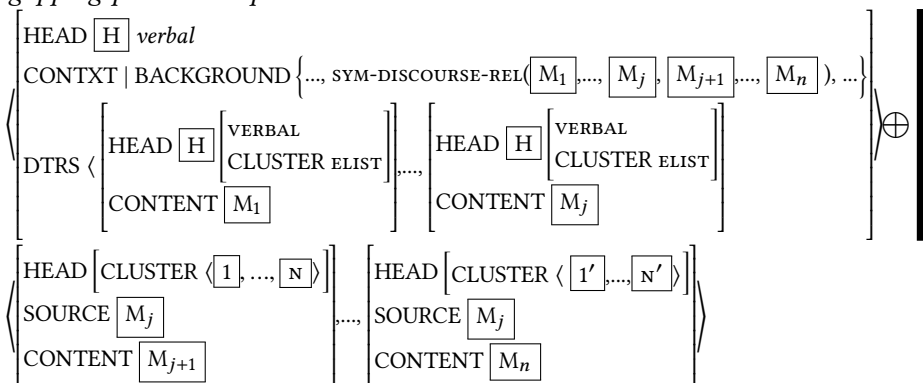 ⟨[HEAD [H] verbal
CONTXT | BACKGROUND {..., SYM-DISCOURSE-REL([M1],..., [Mj], [Mj+1],..., [Mn] ), ...}
DTRS ⟨ [HEAD [H] [VERBAL
CLUSTER ELIST]
CONTENT [M1]],..., [HEAD [H] [VERBAL
CLUSTER ELIST]
CONTENT [Mj]]]⟩⊕
⟨[HEAD [CLUSTER ⟨[1], ..., [N]⟩]
SOURCE [Mj]
CONTENT [Mj+1]],..., [HEAD [CLUSTER ⟨ [1′],...,[N′]⟩]
SOURCE [Mj]
CONTENT [Mn]]⟩